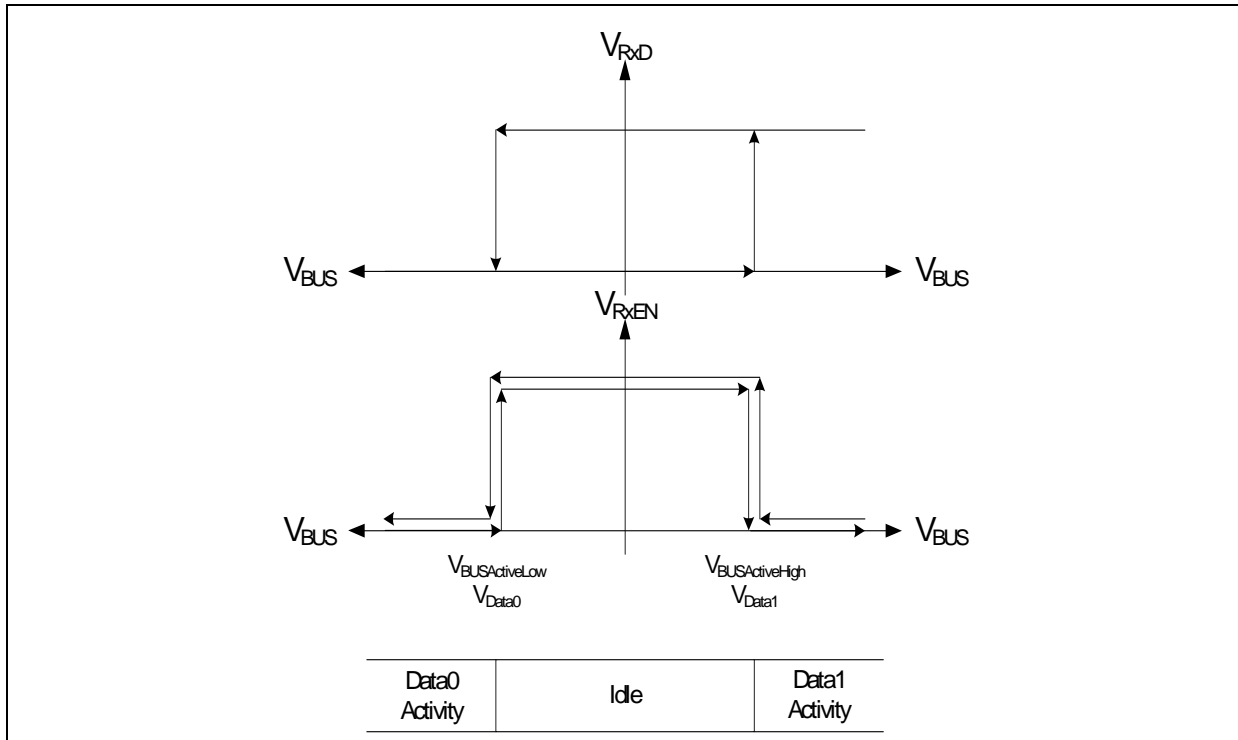 VRxD
VBUS VBUS
VRxEN
VBUS VBUS
VBUSActiveLow VBUSActiveHigh
VData0 VData1
Data0 Idle Data1
Activity Activity